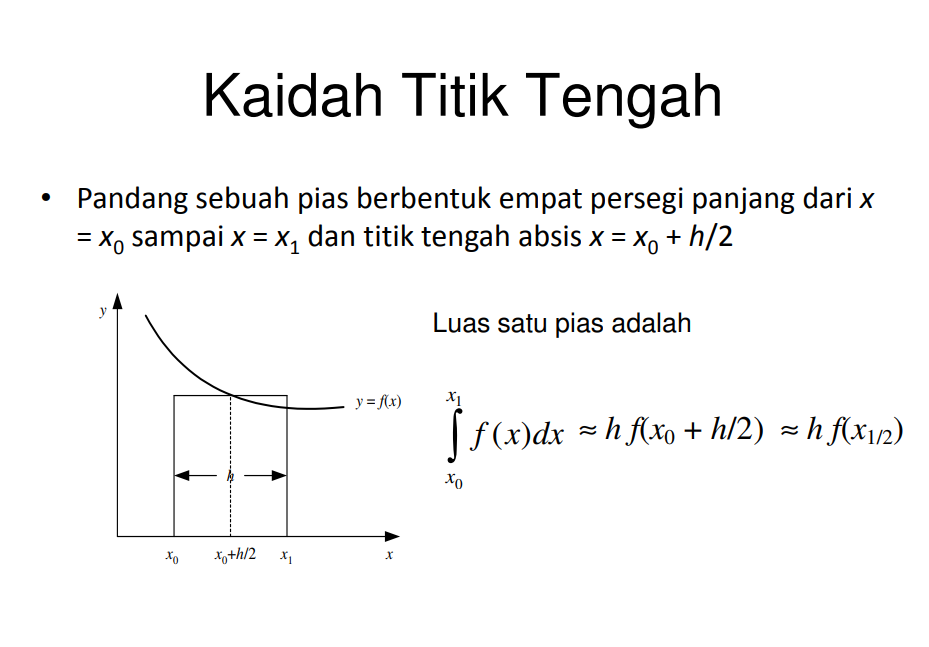 Kaidah Titik Tengah
• Pandang sebuah pias berbentuk empat persegi panjang dari x
= x₀ sampai x = x₁ dan titik tengah absis x = x₀ + h/2
Luas satu pias adalah
y
y = f(x)
h
x₀ x₀+h/2 x₁ x
x₁
∫ f (x)dx ≈ h f(x₀ + h/2) ≈ h f(x₁/₂)
x₀